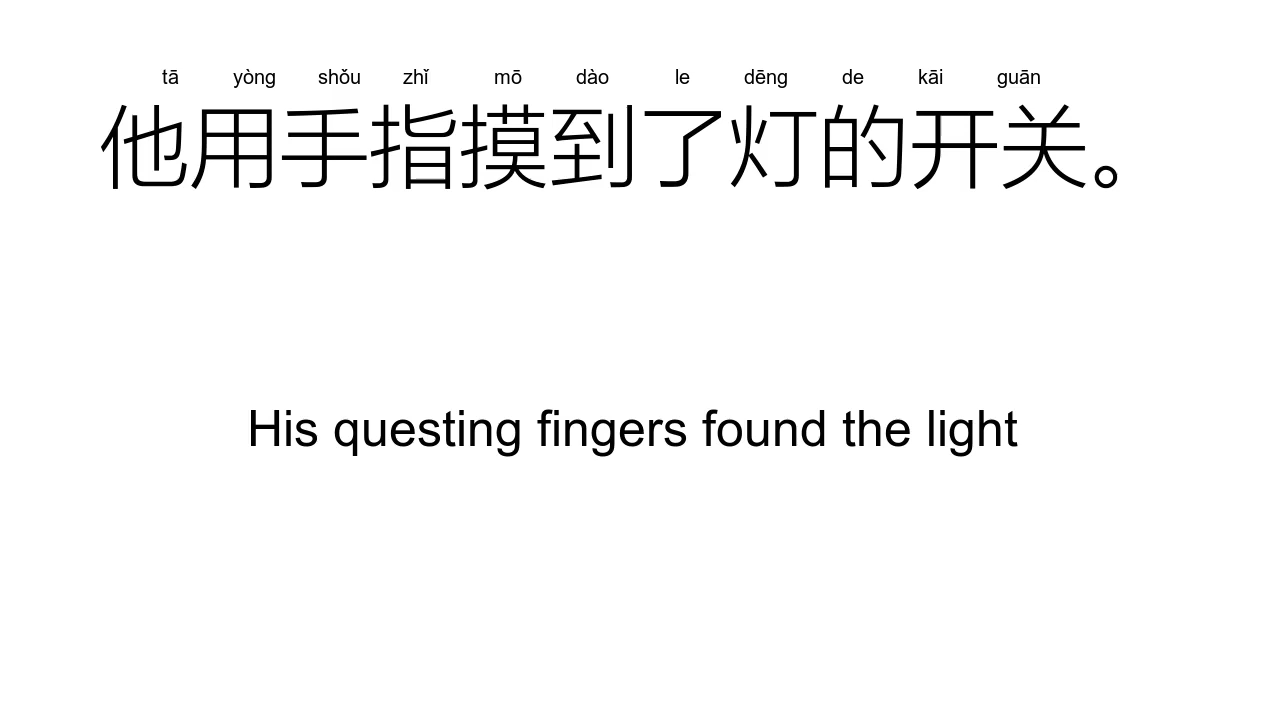 tā yòng shǒu zhǐ mō dào le dēng de kāi guān
他用手指摸到了灯的开关。
His questing fingers found the light